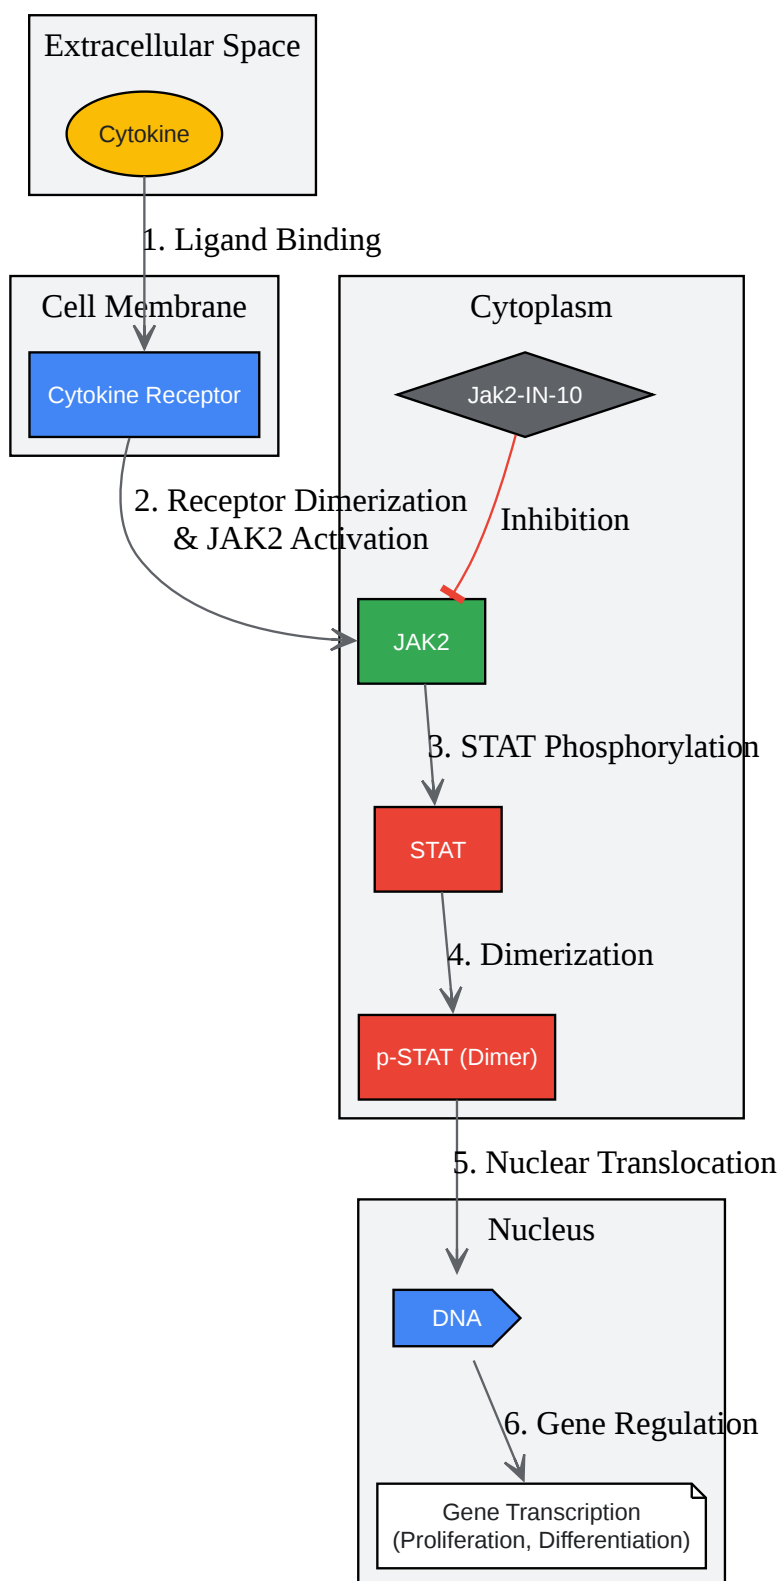 Extracellular Space
Cytokine
1. Ligand Binding
Cell Membrane
Cytokine Receptor
Cytoplasm
Jak2-IN-10
2. Receptor Dimerization
& JAK2 Activation
Inhibition
JAK2
3. STAT Phosphorylation
STAT
4. Dimerization
p-STAT (Dimer)
5. Nuclear Translocation
Nucleus
DNA
6. Gene Regulation
Gene Transcription
(Proliferation, Differentiation)